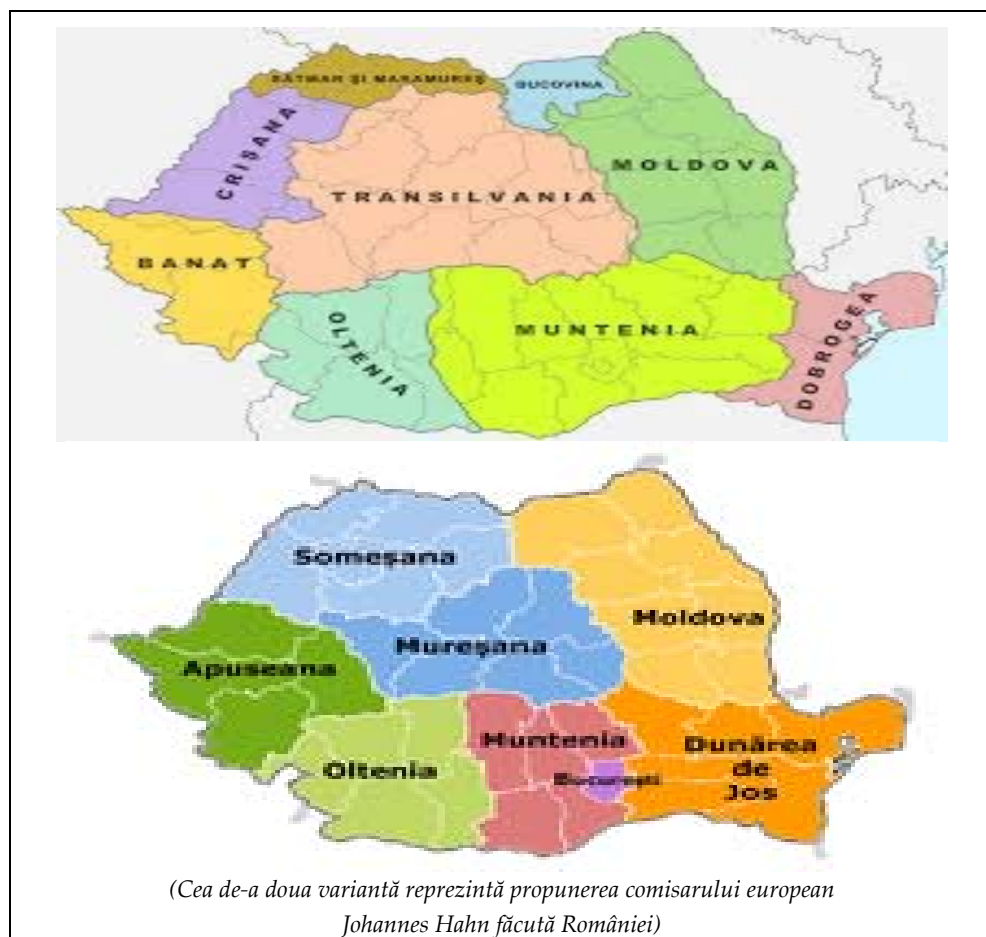 SĂTMAR ȘI MARAMUREȘ
BUCOVINA
CRIȘANA
MOLDOVA
TRANSILVANIA
BANAT
OLTENIA
MUNTENIA
DOBROGEA
Someșana
Moldova
Mureșana
Apuseana
Muntenia
Dunărea
de
Jos
Oltenia
București
(Cea de-a doua variantă reprezintă propunerea comisarului european
Johannes Hahn făcută României)